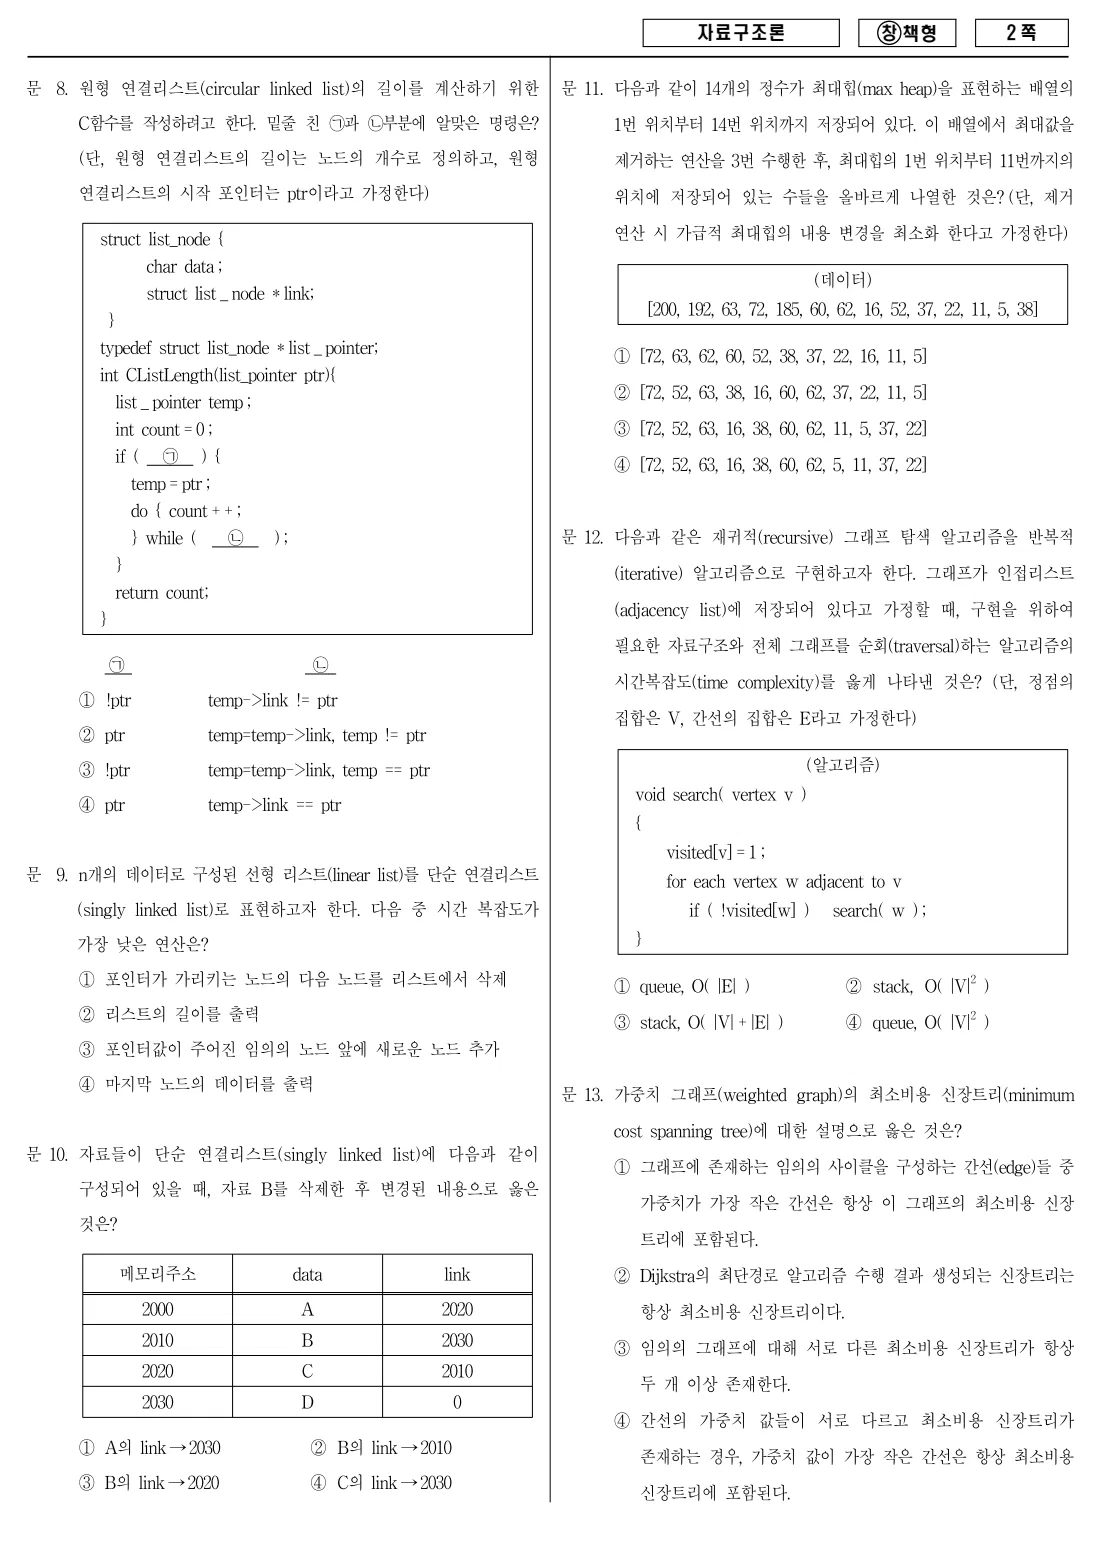 자료구조론
창책형
2 쪽
문 8. 원형 연결리스트(circular linked list)의 길이를 계산하기 위한
C함수를 작성하려고 한다. 밑줄 친 ㉠과 ㉡부분에 알맞은 명령은?
(단, 원형 연결리스트의 길이는 노드의 개수로 정의하고, 원형
연결리스트의 시작 포인터는 ptr이라고 가정한다)
struct list_node {
char data ;
struct list _ node * link;
}
typedef struct list_node * list _ pointer;
int CListLength(list_pointer ptr){
list _ pointer temp ;
int count = 0 ;
if ( ㉠ ) {
temp = ptr ;
do { count + + ;
} while ( ㉡ );
}
return count;
}
㉠ ㉡
① !ptr temp->link != ptr
② ptr temp=temp->link, temp != ptr
③ !ptr temp=temp->link, temp == ptr
④ ptr temp->link == ptr
문 9. n개의 데이터로 구성된 선형 리스트(linear list)를 단순 연결리스트
(singly linked list)로 표현하고자 한다. 다음 중 시간 복잡도가
가장 낮은 연산은?
① 포인터가 가리키는 노드의 다음 노드를 리스트에서 삭제
② 리스트의 길이를 출력
③ 포인터값이 주어진 임의의 노드 앞에 새로운 노드 추가
④ 마지막 노드의 데이터를 출력
문 10. 자료들이 단순 연결리스트(singly linked list)에 다음과 같이
구성되어 있을 때, 자료 B를 삭제한 후 변경된 내용으로 옳은
것은?
메모리주소 data link
2000 A 2020
2010 B 2030
2020 C 2010
2030 D 0
① A의 link → 2030 ② B의 link → 2010
③ B의 link → 2020 ④ C의 link → 2030
문 11. 다음과 같이 14개의 정수가 최대힙(max heap)을 표현하는 배열의
1번 위치부터 14번 위치까지 저장되어 있다. 이 배열에서 최대값을
제거하는 연산을 3번 수행한 후, 최대힙의 1번 위치부터 11번까지의
위치에 저장되어 있는 수들을 올바르게 나열한 것은? (단, 제거
연산 시 가급적 최대힙의 내용 변경을 최소화 한다고 가정한다)
(데이터)
[200, 192, 63, 72, 185, 60, 62, 16, 52, 37, 22, 11, 5, 38]
① [72, 63, 62, 60, 52, 38, 37, 22, 16, 11, 5]
② [72, 52, 63, 38, 16, 60, 62, 37, 22, 11, 5]
③ [72, 52, 63, 16, 38, 60, 62, 11, 5, 37, 22]
④ [72, 52, 63, 16, 38, 60, 62, 5, 11, 37, 22]
문 12. 다음과 같은 재귀적(recursive) 그래프 탐색 알고리즘을 반복적
(iterative) 알고리즘으로 구현하고자 한다. 그래프가 인접리스트
(adjacency list)에 저장되어 있다고 가정할 때, 구현을 위하여
필요한 자료구조와 전체 그래프를 순회(traversal)하는 알고리즘의
시간복잡도(time complexity)를 옳게 나타낸 것은? (단, 정점의
집합은 V, 간선의 집합은 E라고 가정한다)
(알고리즘)
void search( vertex v )
{
visited[v] = 1 ;
for each vertex w adjacent to v
if ( !visited[w] ) search( w );
}
① queue, O( |E| ) ② stack, O( |V|² )
③ stack, O( |V| + |E| ) ④ queue, O( |V|² )
문 13. 가중치 그래프(weighted graph)의 최소비용 신장트리(minimum
cost spanning tree)에 대한 설명으로 옳은 것은?
① 그래프에 존재하는 임의의 사이클을 구성하는 간선(edge)들 중
가중치가 가장 작은 간선은 항상 이 그래프의 최소비용 신장
트리에 포함된다.
② Dijkstra의 최단경로 알고리즘 수행 결과 생성되는 신장트리는
항상 최소비용 신장트리이다.
③ 임의의 그래프에 대해 서로 다른 최소비용 신장트리가 항상
두 개 이상 존재한다.
④ 간선의 가중치 값들이 서로 다르고 최소비용 신장트리가
존재하는 경우, 가중치 값이 가장 작은 간선은 항상 최소비용
신장트리에 포함된다.